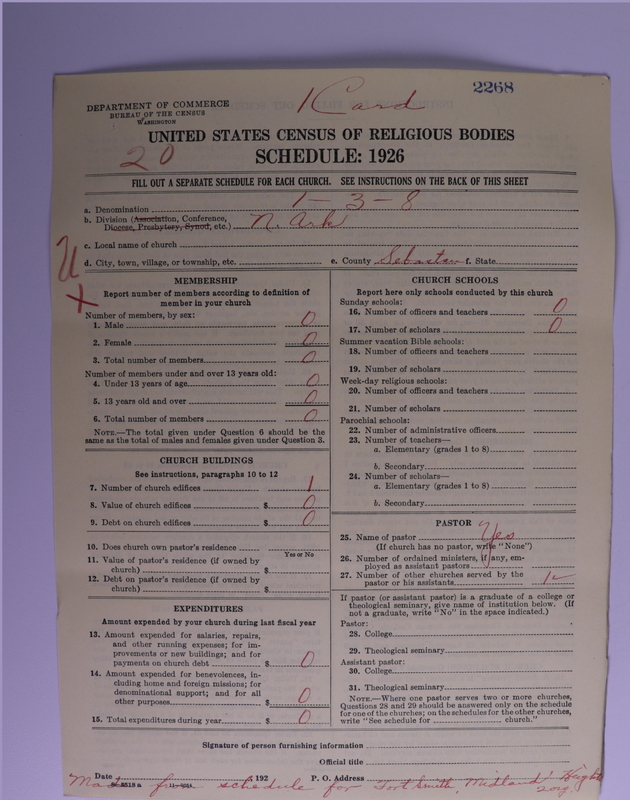 2268
1 Card
DEPARTMENT OF COMMERCE
BUREAU OF THE CENSUS
WASHINGTON
UNITED STATES CENSUS OF RELIGIOUS BODIES
20
SCHEDULE: 1926
FILL OUT A SEPARATE SCHEDULE FOR EACH CHURCH. SEE INSTRUCTIONS ON THE BACK OF THIS SHEET
a. Denomination 1-3-8
b. Division (Association, Conference, Diocese, Presbytery, Synod, etc.) N. Ark
c. Local name of church
d. City, town, village, or township, etc. e. County Sebastian f. State
U
X
MEMBERSHIP
Report number of members according to definition of
member in your church
Number of members, by sex:
1. Male 0
2. Female 0
3. Total number of members 0
Number of members under and over 13 years old:
4. Under 13 years of age 0
5. 13 years old and over 0
6. Total number of members 0
NOTE.—The total given under Question 6 should be the
same as the total of males and females given under Question 3.
CHURCH BUILDINGS
See instructions, paragraphs 10 to 12
7. Number of church edifices 1
8. Value of church edifices $ 0
9. Debt on church edifices $ 0
10. Does church own pastor's residence
Yes or No
11. Value of pastor's residence (if owned by
church) $
12. Debt on pastor's residence (if owned by
church) $
EXPENDITURES
Amount expended by your church during last fiscal year
13. Amount expended for salaries, repairs,
and other running expenses; for im-
provements or new buildings; and for
payments on church debt $ 0
14. Amount expended for benevolences, in-
cluding home and foreign missions; for
denominational support; and for all
other purposes $ 0
15. Total expenditures during year $ 0
CHURCH SCHOOLS
Report here only schools conducted by this church
Sunday schools:
16. Number of officers and teachers 0
17. Number of scholars 0
Summer vacation Bible schools:
18. Number of officers and teachers
19. Number of scholars
Week-day religious schools:
20. Number of officers and teachers
21. Number of scholars
Parochial schools:
22. Number of administrative officers
23. Number of teachers—
a. Elementary (grades 1 to 8)
b. Secondary
24. Number of scholars—
a. Elementary (grades 1 to 8)
b. Secondary
PASTOR
25. Name of pastor Yes
(If church has no pastor, write "None")
26. Number of ordained ministers, if any, em-
ployed as assistant pastors
27. Number of other churches served by the
pastor or his assistants
If pastor (or assistant pastor) is a graduate of a college or
theological seminary, give name of institution below. (If
not a graduate, write "No" in the space indicated.)
Pastor:
28. College
29. Theological seminary
Assistant pastor:
30. College
31. Theological seminary
NOTE.—Where one pastor serves two or more churches,
Questions 28 and 29 should be answered only on the schedule
for one of the churches; on the schedules for the other churches,
write "See schedule for church."
Signature of person furnishing information
Official title
Date , 192 P. O. Address
schedule for Fort Smith, Midland Heights